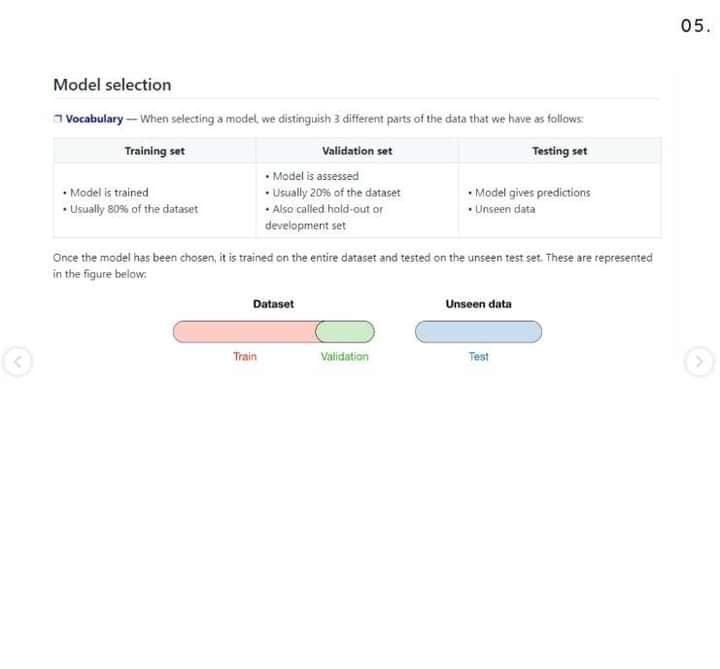 05.
Model selection
❒ Vocabulary — When selecting a model, we distinguish 3 different parts of the data that we have as follows:
Training set Validation set Testing set
• Model is trained
• Usually 80% of the dataset
• Model is assessed
• Usually 20% of the dataset
• Also called hold-out or
development set
• Model gives predictions
• Unseen data
Once the model has been chosen, it is trained on the entire dataset and tested on the unseen test set. These are represented
in the figure below:
Dataset Unseen data
Train Validation Test